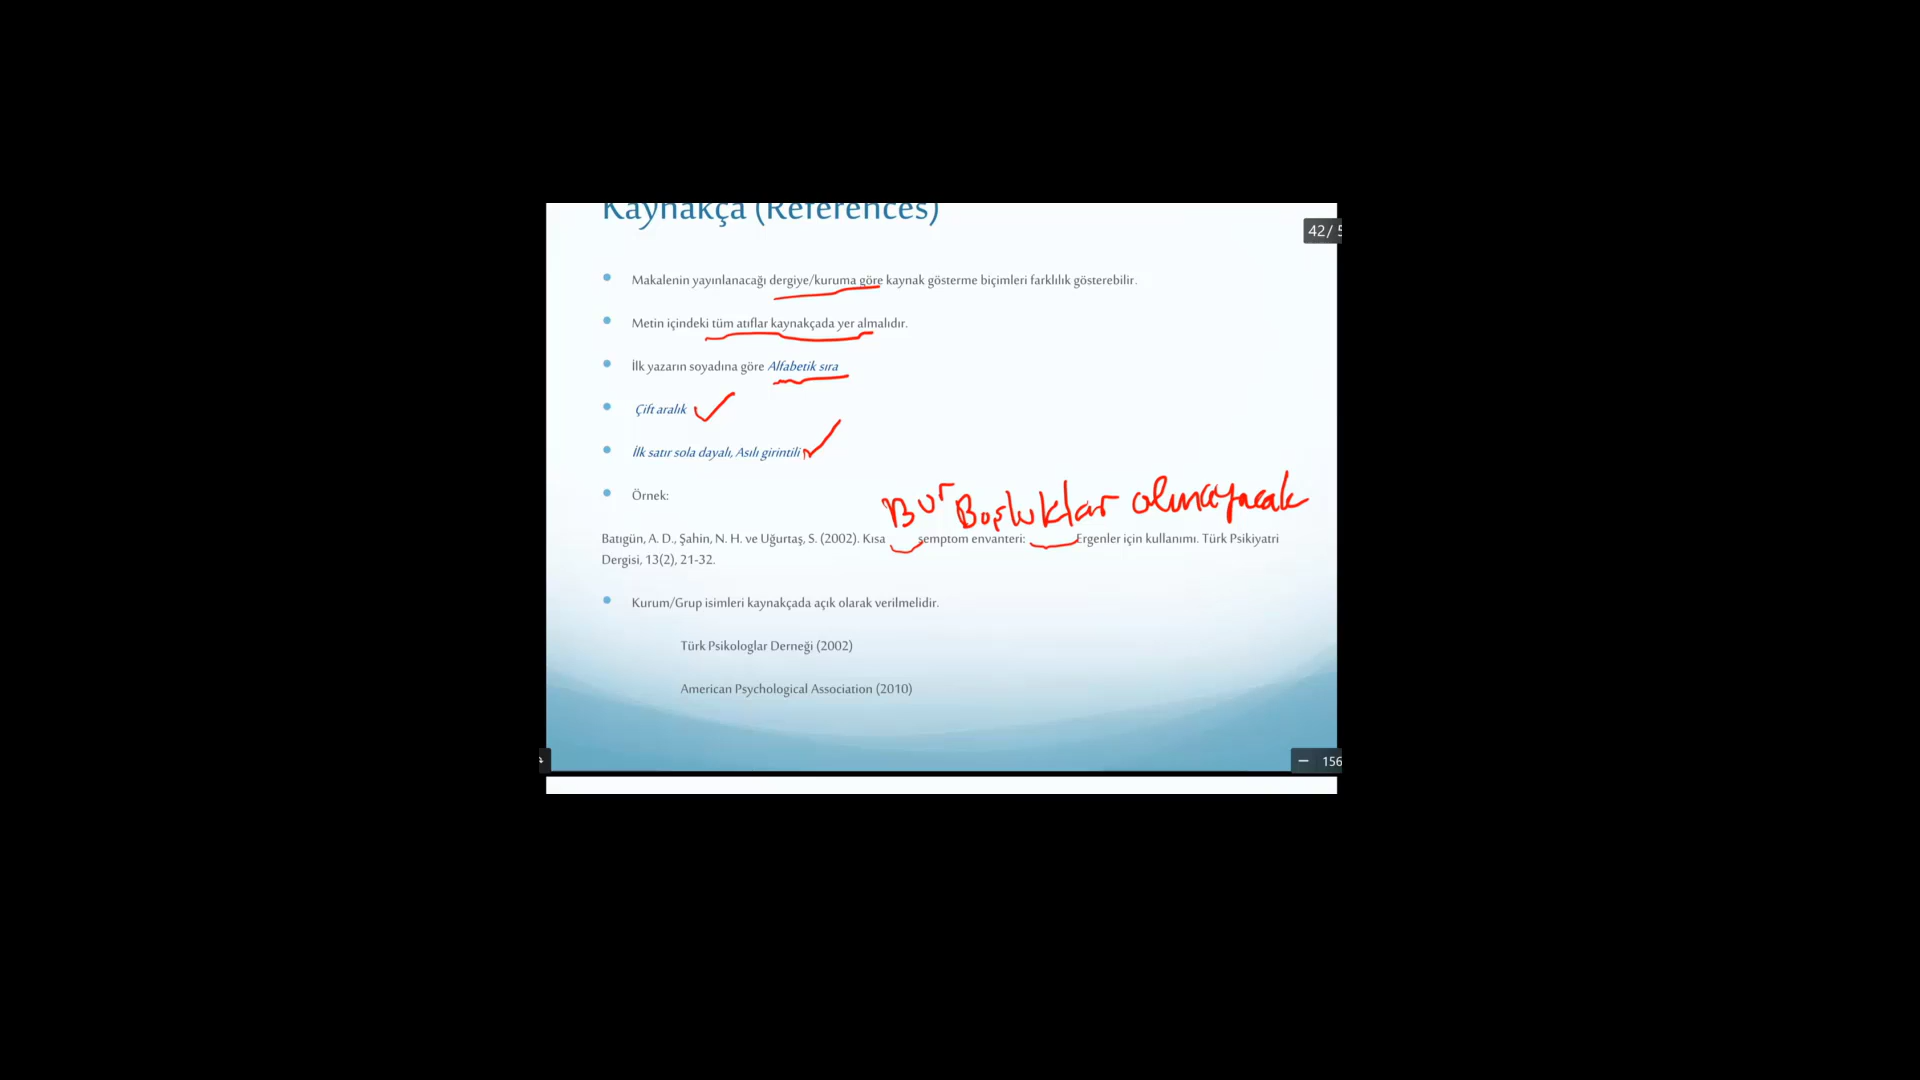 Kaynakça (References)
42/ 5
Makalenin yayınlanacağı dergiye/kuruma göre kaynak gösterme biçimleri farklılık gösterebilir.
Metin içindeki tüm atıflar kaynakçada yer almalıdır.
İlk yazarın soyadına göre Alfabetik sıra
Çift aralık
İlk satır sola dayalı, Asılı girintili
Örnek:
Boşluklar olmayacak
Batıgün, A. D., Şahin, N. H. ve Uğurtaş, S. (2002). Kısa semptom envanteri: Ergenler için kullanımı. Türk Psikiyatri
Dergisi, 13(2), 21-32.
Kurum/Grup isimleri kaynakçada açık olarak verilmelidir.
Türk Psikologlar Derneği (2002)
American Psychological Association (2010)
— 156